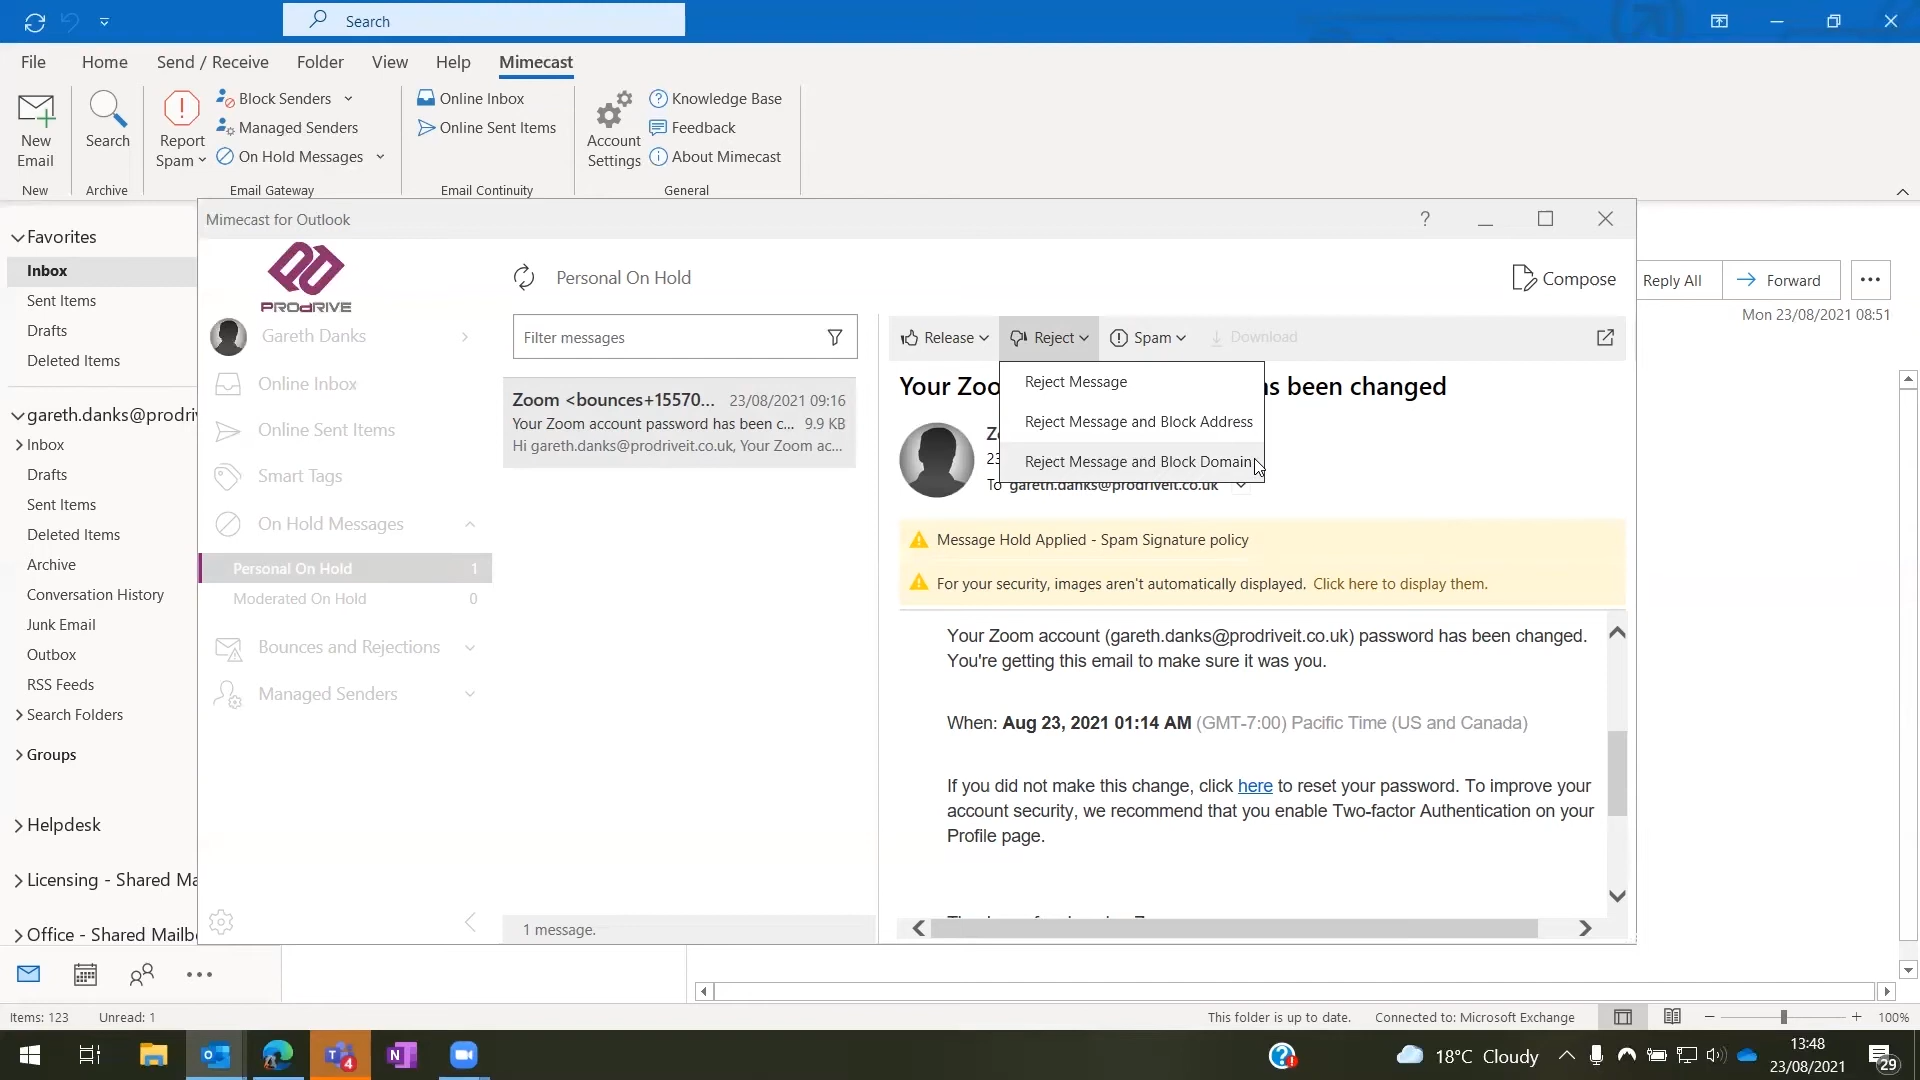 Search
File Home Send / Receive Folder View Help Mimecast
New
Email
New
Search
Archive
Report
Spam
Block Senders
Managed Senders
On Hold Messages
Email Gateway
Online Inbox
Online Sent Items
Email Continuity
Account
Settings
Knowledge Base
Feedback
About Mimecast
General
Favorites
Inbox
Sent Items
Drafts
Deleted Items
gareth.danks@prodri
Inbox
Drafts
Sent Items
Deleted Items
Archive
Conversation History
Junk Email
Outbox
RSS Feeds
Search Folders
Groups
Helpdesk
Licensing - Shared Ma
Office - Shared Mailb
Mimecast for Outlook
?
PRODRIVE
Gareth Danks
Online Inbox
Online Sent Items
Smart Tags
On Hold Messages
Personal On Hold 1
Moderated On Hold 0
Bounces and Rejections
Managed Senders
Personal On Hold
Compose
Filter messages
Zoom <bounces+15570... 23/08/2021 09:16
Your Zoom account password has been c... 9.9 KB
Hi gareth.danks@prodriveit.co.uk, Your Zoom ac...
1 message.
Release Reject Spam Download
Reject Message
Reject Message and Block Address
Reject Message and Block Domain
Your Zoo as been changed
Z
23
To gareth.danks@prodriveit.co.uk
Message Hold Applied - Spam Signature policy
For your security, images aren't automatically displayed. Click here to display them.
Your Zoom account (gareth.danks@prodriveit.co.uk) password has been changed.
You're getting this email to make sure it was you.
When: Aug 23, 2021 01:14 AM (GMT-7:00) Pacific Time (US and Canada)
If you did not make this change, click here to reset your password. To improve your
account security, we recommend that you enable Two-factor Authentication on your
Profile page.
Reply All Forward
Mon 23/08/2021 08:51
Items: 123 Unread: 1
This folder is up to date. Connected to: Microsoft Exchange
100%
4
18°C Cloudy
13:48
23/08/2021
29